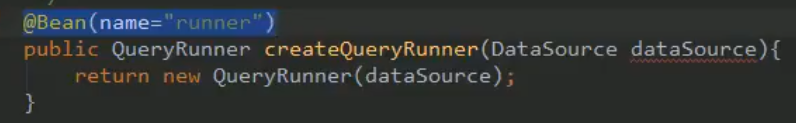 @Bean(name="runner")
public QueryRunner createQueryRunner(DataSource dataSource){
    return new QueryRunner(dataSource);
}